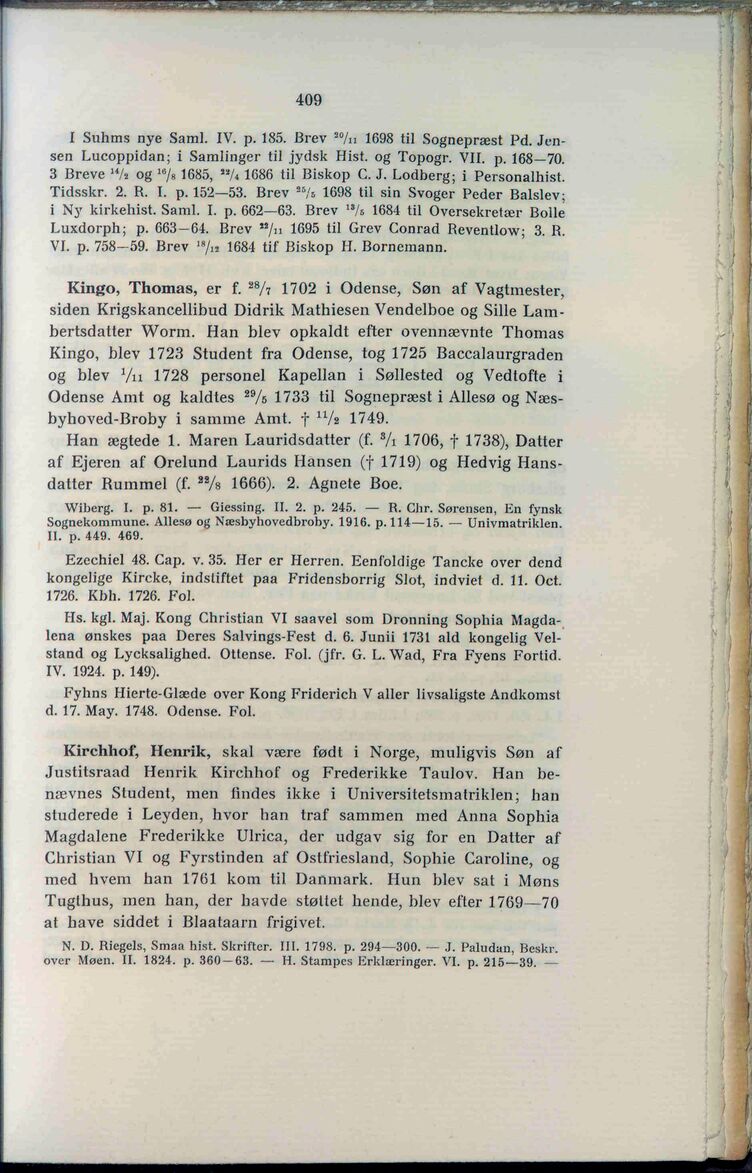 409
I Suhms nye Saml. IV. p. 185. Brev ²⁰/₁₁ 1698 til Sognepræst Pd. Jen-
sen Lucoppidan; i Samlinger til jydsk Hist. og Topogr. VII. p. 168—70.
3 Breve ¹⁴/₂ og ¹⁶/₈ 1685, ²²/₄ 1686 til Biskop C. J. Lodberg; i Personalhist.
Tidsskr. 2. R. I. p. 152—53. Brev ²⁵/₅ 1698 til sin Svoger Peder Balslev;
i Ny kirkehist. Saml. I. p. 662—63. Brev ¹³/₅ 1684 til Oversekretær Bolle
Luxdorph; p. 663—64. Brev ²²/₁₁ 1695 til Grev Conrad Reventlow; 3. R.
VI. p. 758—59. Brev ¹⁸/₁₂ 1684 tif Biskop H. Bornemann.
Kingo, Thomas, er f. ²⁸/₇ 1702 i Odense, Søn af Vagtmester,
siden Krigskancellibud Didrik Mathiesen Vendelboe og Sille Lam-
bertsdatter Worm. Han blev opkaldt efter ovennævnte Thomas
Kingo, blev 1723 Student fra Odense, tog 1725 Baccalaurgraden
og blev ¹/₁₁ 1728 personel Kapellan i Søllested og Vedtofte i
Odense Amt og kaldtes ²⁹/₅ 1733 til Sognepræst i Allesø og Næs-
byhoved-Broby i samme Amt. † ¹¹/₂ 1749.
Han ægtede 1. Maren Lauridsdatter (f. ³/₁ 1706, † 1738), Datter
af Ejeren af Orelund Laurids Hansen († 1719) og Hedvig Hans-
datter Rummel (f. ²²/₈ 1666). 2. Agnete Boe.
Wiberg. I. p. 81. — Giessing. II. 2. p. 245. — R. Chr. Sørensen, En fynsk
Sognekommune. Allesø og Næsbyhovedbroby. 1916. p. 114—15. — Univmatriklen.
II. p. 449. 469.
Ezechiel 48. Cap. v. 35. Her er Herren. Eenfoldige Tancke over dend
kongelige Kircke, indstiftet paa Fridensborrig Slot, indviet d. 11. Oct.
1726. Kbh. 1726. Fol.
Hs. kgl. Maj. Kong Christian VI saavel som Dronning Sophia Magda-
lena ønskes paa Deres Salvings-Fest d. 6. Junii 1731 ald kongelig Vel-
stand og Lycksalighed. Ottense. Fol. (jfr. G. L. Wad, Fra Fyens Fortid.
IV. 1924. p. 149).
Fyhns Hierte-Glæde over Kong Friderich V aller livsaligste Andkomst
d. 17. May. 1748. Odense. Fol.
Kirchhof, Henrik, skal være født i Norge, muligvis Søn af
Justitsraad Henrik Kirchhof og Frederikke Taulov. Han be-
nævnes Student, men findes ikke i Universitetsmatriklen; han
studerede i Leyden, hvor han traf sammen med Anna Sophia
Magdalene Frederikke Ulrica, der udgav sig for en Datter af
Christian VI og Fyrstinden af Ostfriesland, Sophie Caroline, og
med hvem han 1761 kom til Danmark. Hun blev sat i Møns
Tugthus, men han, der havde støttet hende, blev efter 1769—70
at have siddet i Blaataarn frigivet.
N. D. Riegels, Smaa hist. Skrifter. III. 1798. p. 294—300. — J. Paludan, Beskr.
over Møen. II. 1824. p. 360—63. — H. Stampes Erklæringer. VI. p. 215—39. —